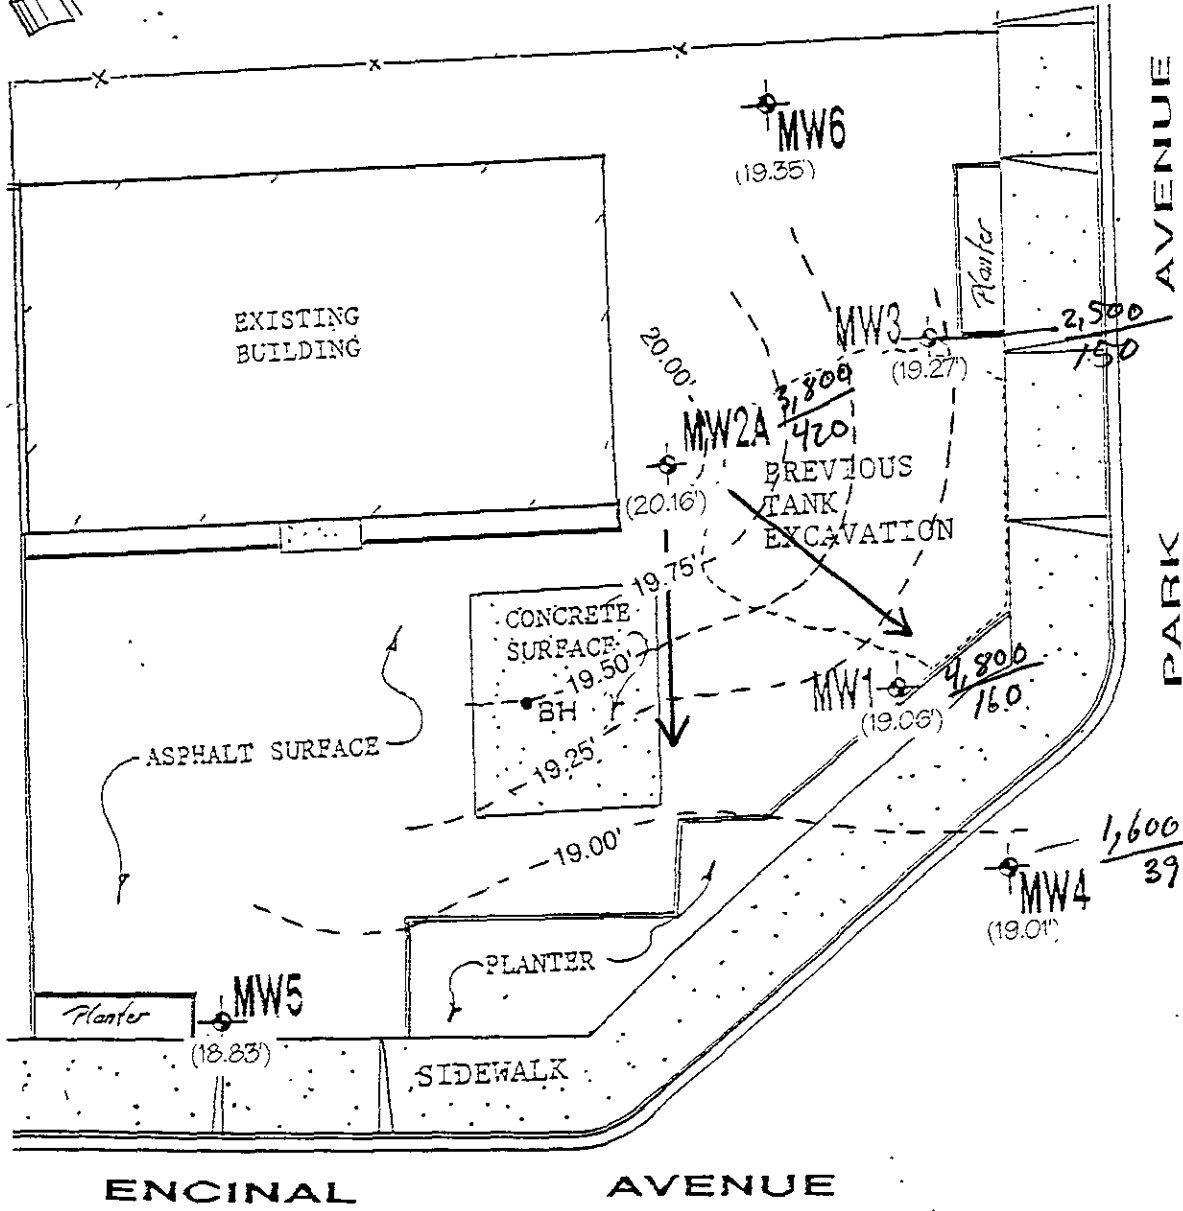 MW6
(19.35')
AVENUE
Planter
EXISTING
BUILDING
20.00'
MW3
2,500
150
(19.27')
MW2A
3,800
420
(20.16')
PREVIOUS
TANK
EXCAVATION
19.75'
CONCRETE
SURFACE
19.50'
BH
PARK
MW1
4,800
160
(19.06')
ASPHALT SURFACE
19.25'
19.00'
1,600
39
MW4
(19.01')
PLANTER
MW5
Planter
(18.83')
SIDEWALK
ENCINAL AVENUE